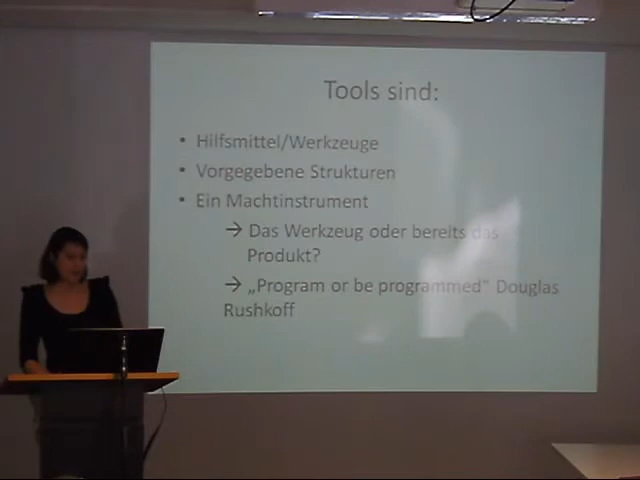 Tools sind:
• Hilfsmittel/Werkzeuge
• Vorgegebene Strukturen
• Ein Machtinstrument
→ Das Werkzeug oder bereits das
Produkt?
→ „Program or be programmed" Douglas
Rushkoff